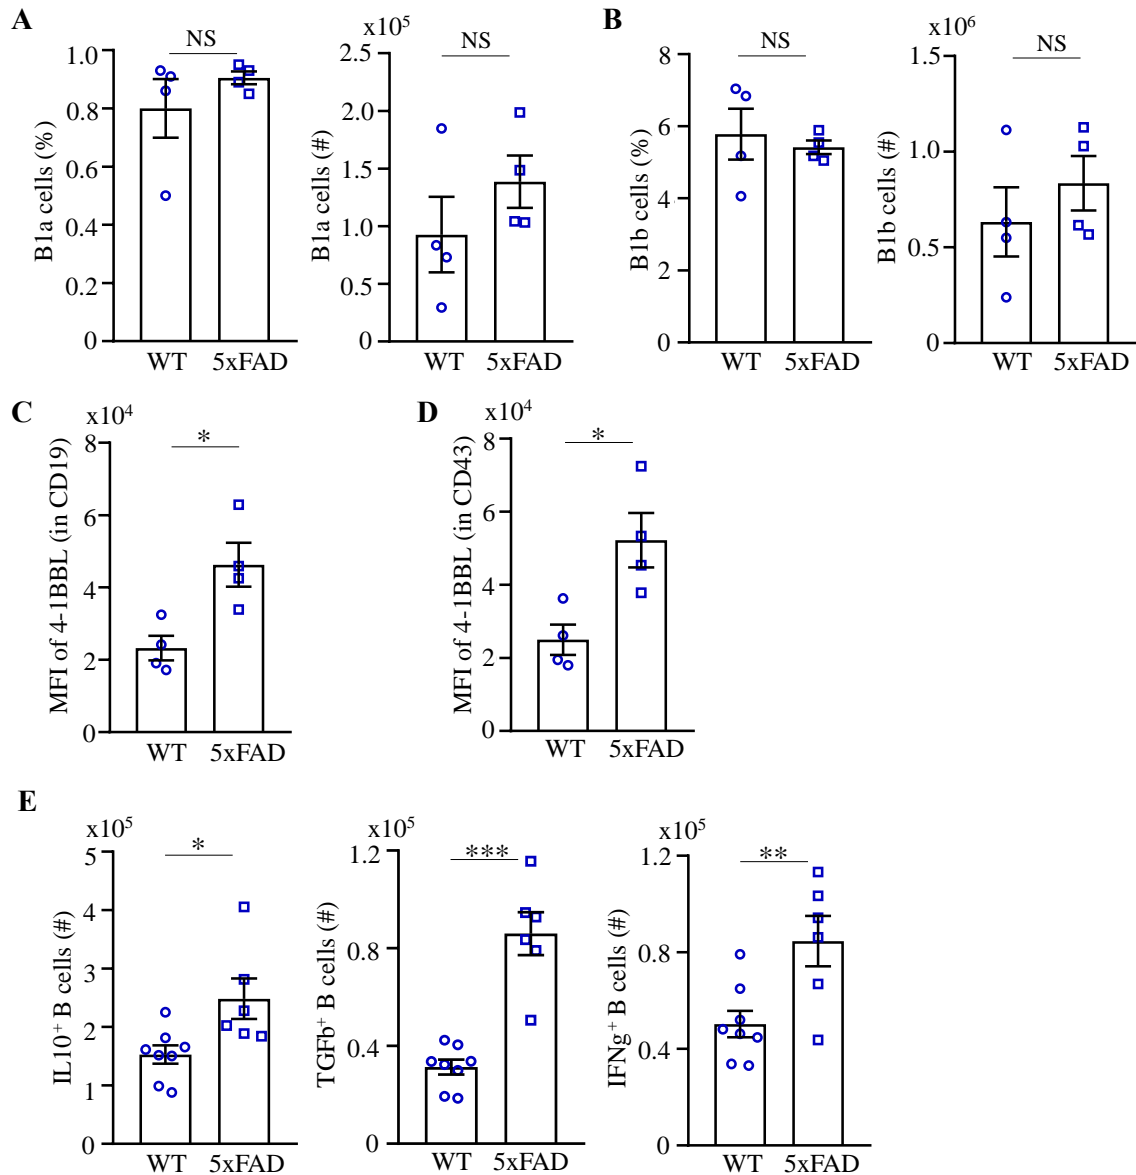 A
B1a cells (%)
1.0
0.8
0.6
0.4
0.2
0
NS
WT 5xFAD
x10⁵
B1a cells (#)
2.5
2.0
1.5
1.0
0.5
0
NS
WT 5xFAD
B
B1b cells (%)
8
6
4
2
0
NS
WT 5xFAD
x10⁶
B1b cells (#)
1.5
1.0
0.5
0
NS
WT 5xFAD
C
x10⁴
MFI of 4-1BBL (in CD19)
80
60
40
20
0
*
WT 5xFAD
D
x10⁴
MFI of 4-1BBL (in CD43)
8
6
4
2
0
*
WT 5xFAD
E
x10⁵
IL10⁺ B cells (#)
5
4
3
2
1
0
*
WT 5xFAD
x10⁵
TGFb⁺ B cells (#)
1.2
0.8
0.4
0
***
WT 5xFAD
x10⁵
IFNg⁺ B cells (#)
1.2
0.8
0.4
0
**
WT 5xFAD